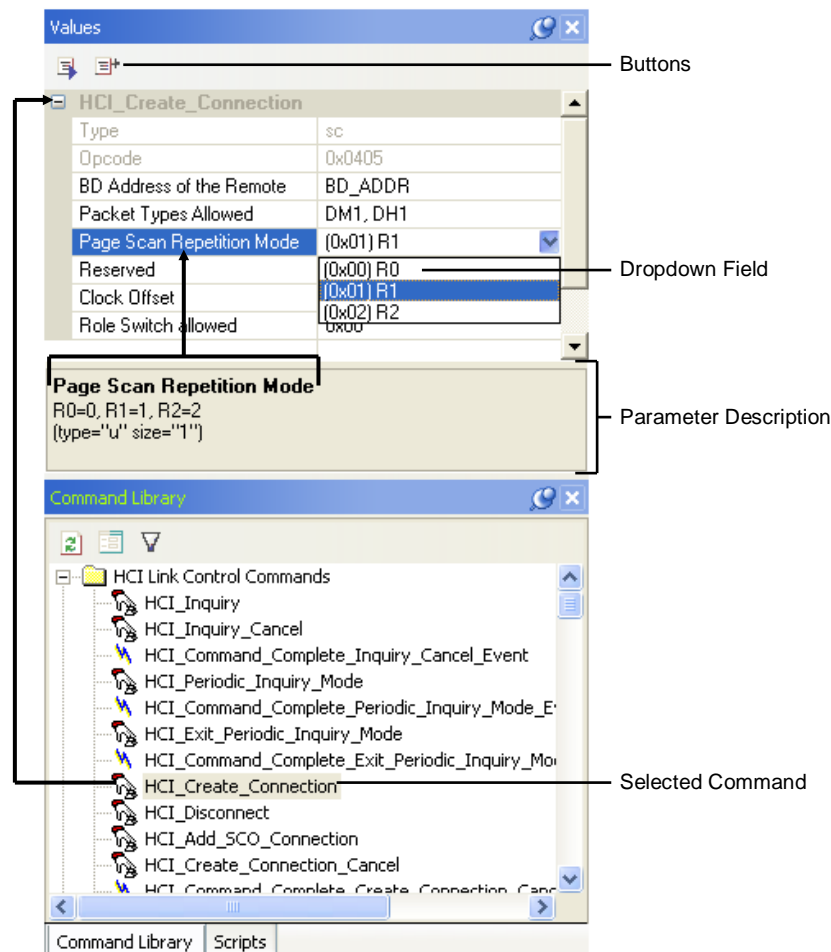 Values
Buttons
HCI_Create_Connection
Type sc
Opcode 0x0405
BD Address of the Remote BD_ADDR
Packet Types Allowed DM1, DH1
Page Scan Repetition Mode (0x01) R1
Reserved (0x00) R0
Dropdown Field
Clock Offset (0x01) R1
(0x02) R2
Role Switch allowed 0x00
Page Scan Repetition Mode
R0=0, R1=1, R2=2
(type="u" size="1")
Parameter Description
Command Library
HCI Link Control Commands
HCI_Inquiry
HCI_Inquiry_Cancel
HCI_Command_Complete_Inquiry_Cancel_Event
HCI_Periodic_Inquiry_Mode
HCI_Command_Complete_Periodic_Inquiry_Mode_E
HCI_Exit_Periodic_Inquiry_Mode
HCI_Command_Complete_Exit_Periodic_Inquiry_Mo
HCI_Create_Connection
Selected Command
HCI_Disconnect
HCI_Add_SCO_Connection
HCI_Create_Connection_Cancel
HCI_Command_Complete_Create_Connection_Canc
Command Library Scripts